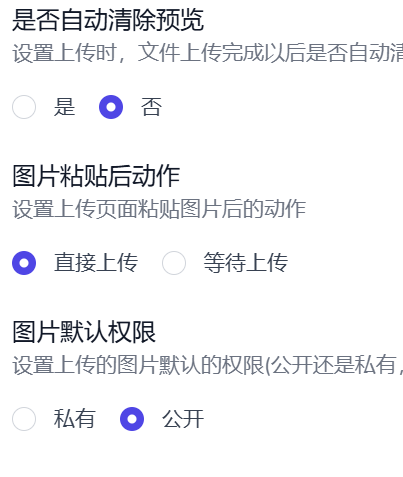 是否自动清除预览
设置上传时，文件上传完成以后是否自动
是 否
图片粘贴后动作
设置上传页面粘贴图片后的动作
直接上传 等待上传
图片默认权限
设置上传的图片默认的权限(公开还是私有，
私有 公开